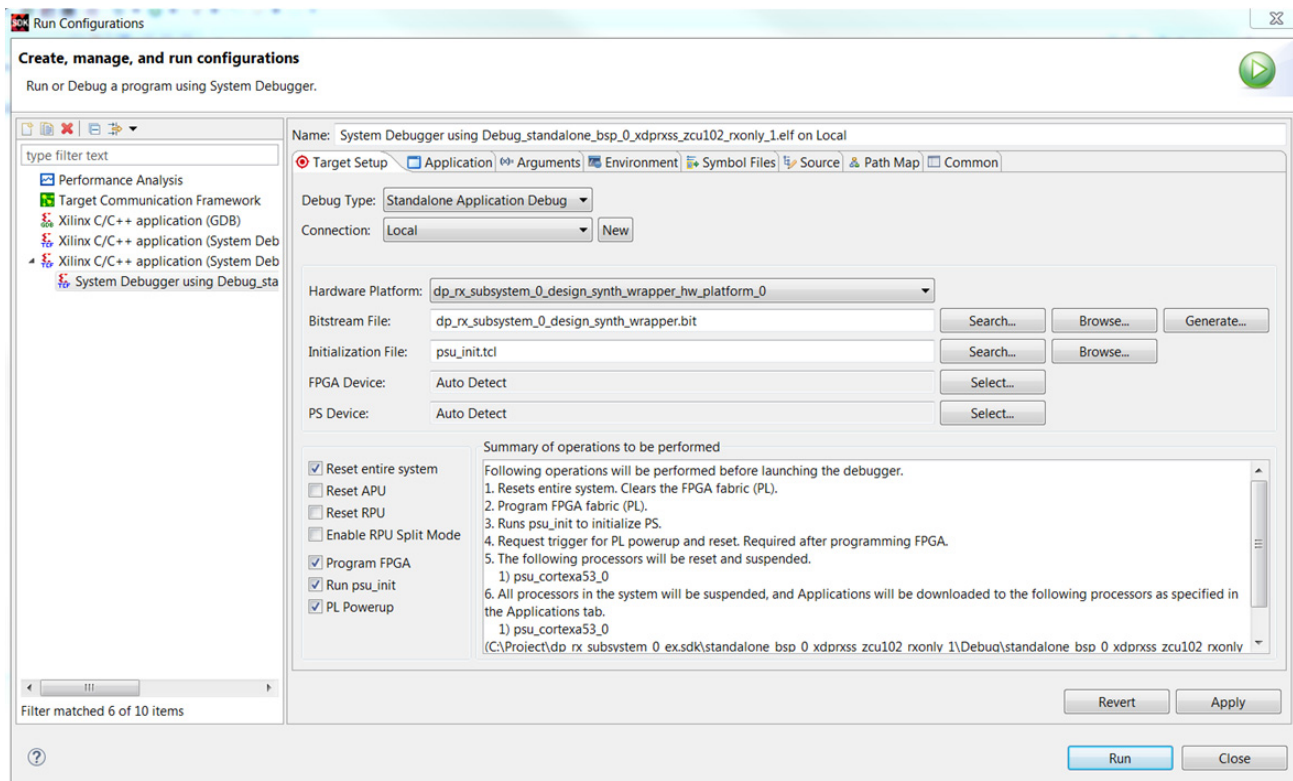 SDK Run Configurations
Create, manage, and run configurations
Run or Debug a program using System Debugger.
type filter text
Performance Analysis
Target Communication Framework
Xilinx C/C++ application (GDB)
Xilinx C/C++ application (System Deb
Xilinx C/C++ application (System Deb
System Debugger using Debug_sta
Filter matched 6 of 10 items
Name: System Debugger using Debug_standalone_bsp_0_xdprxss_zcu102_rxonly_1.elf on Local
Target Setup Application Arguments Environment Symbol Files Source Path Map Common
Debug Type: Standalone Application Debug
Connection: Local New
Hardware Platform: dp_rx_subsystem_0_design_synth_wrapper_hw_platform_0
Bitstream File: dp_rx_subsystem_0_design_synth_wrapper.bit Search... Browse... Generate...
Initialization File: psu_init.tcl Search... Browse...
FPGA Device: Auto Detect Select...
PS Device: Auto Detect Select...
Reset entire system
Reset APU
Reset RPU
Enable RPU Split Mode
Program FPGA
Run psu_init
PL Powerup
Summary of operations to be performed
Following operations will be performed before launching the debugger.
1. Resets entire system. Clears the FPGA fabric (PL).
2. Program FPGA fabric (PL).
3. Runs psu_init to initialize PS.
4. Request trigger for PL powerup and reset. Required after programming FPGA.
5. The following processors will be reset and suspended.
1) psu_cortexa53_0
6. All processors in the system will be suspended, and Applications will be downloaded to the following processors as specified in
the Applications tab.
1) psu_cortexa53_0
(C:\Project\dp_rx_subsystem_0_ex.sdk\standalone_bsp_0_xdprxss_zcu102_rxonly_1\Debug\standalone_bsp_0_xdprxss_zcu102_rxonly
Revert Apply
Run Close